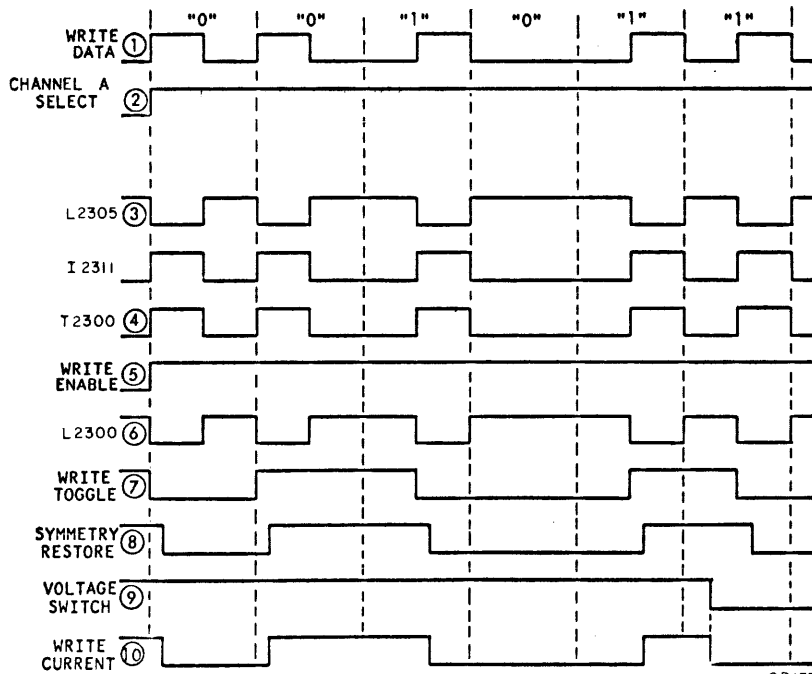 "0" "0" "1" "0" "1" "1"
WRITE
DATA ①
CHANNEL A
SELECT ②
L2305 ③
I2311
T2300 ④
WRITE
ENABLE ⑤
L2300 ⑥
WRITE
TOGGLE ⑦
SYMMETRY
RESTORE ⑧
VOLTAGE
SWITCH ⑨
WRITE
CURRENT ⑩